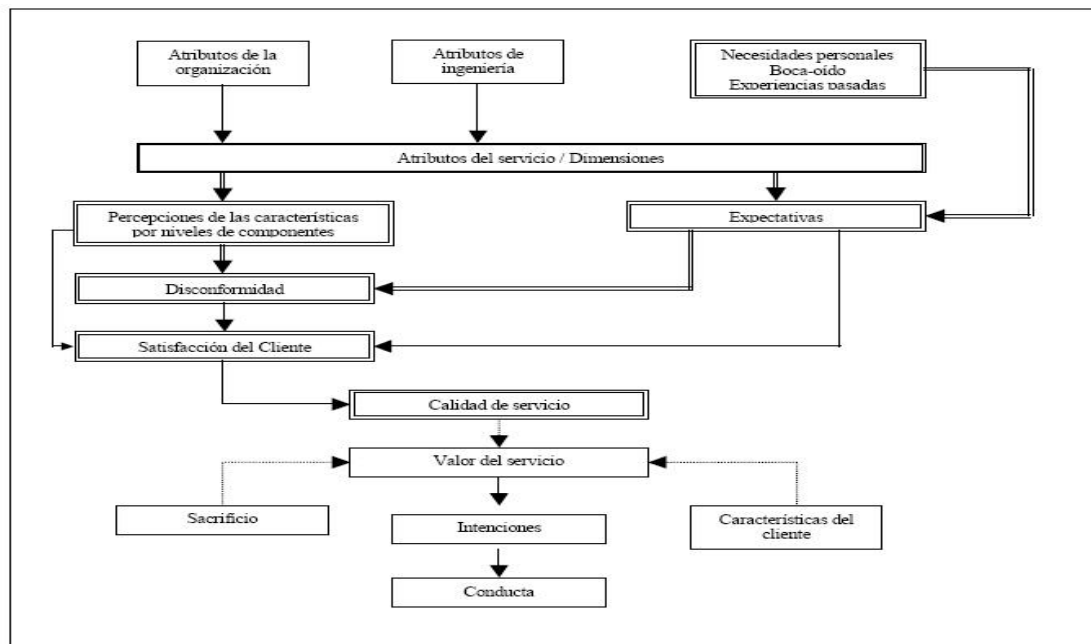 Atributos de la
organización
Atributos de
ingeniería
Necesidades personales
Boca-oído
Experiencias pasadas
Atributos del servicio / Dimensiones
Percepciones de las características
por niveles de componentes
Expectativas
Disconformidad
Satisfacción del Cliente
Calidad de servicio
Valor del servicio
Sacrificio
Intenciones
Características del
cliente
Conducta